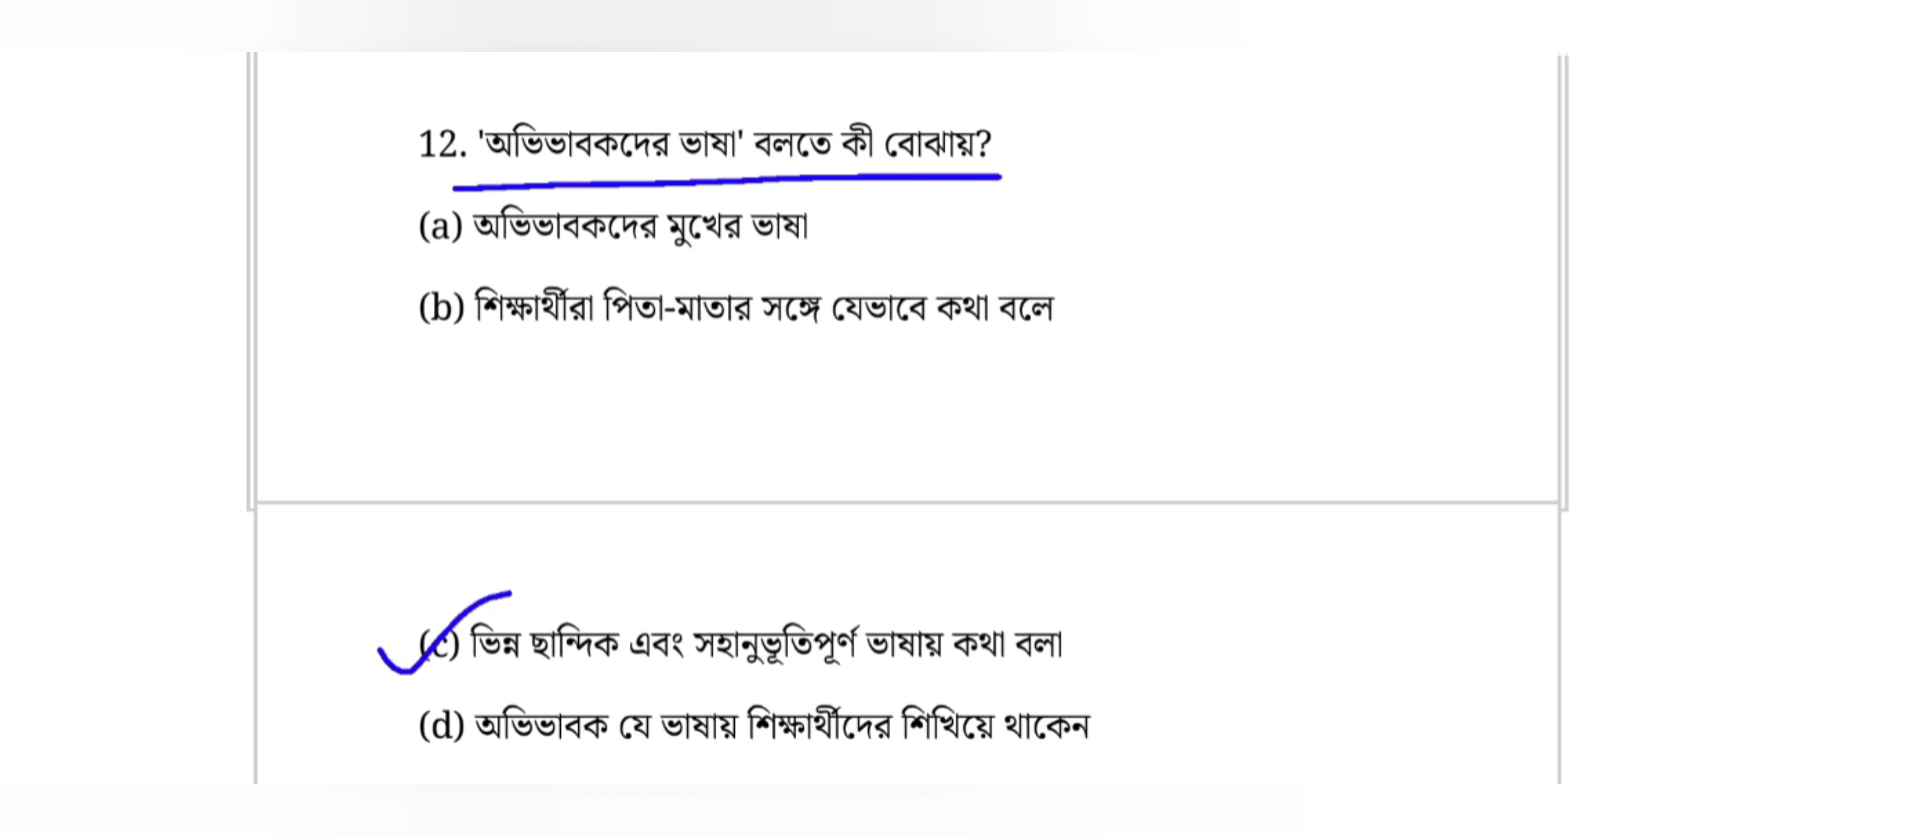 12. 'অভিভাবকদের ভাষা' বলতে কী বোঝায়?
(a) অভিভাবকদের মুখের ভাষা
(b) শিক্ষার্থীরা পিতা-মাতার সঙ্গে যেভাবে কথা বলে
(c) ভিন্ন ছান্দিক এবং সহানুভূতিপূর্ণ ভাষায় কথা বলা
(d) অভিভাবক যে ভাষায় শিক্ষার্থীদের শিখিয়ে থাকেন